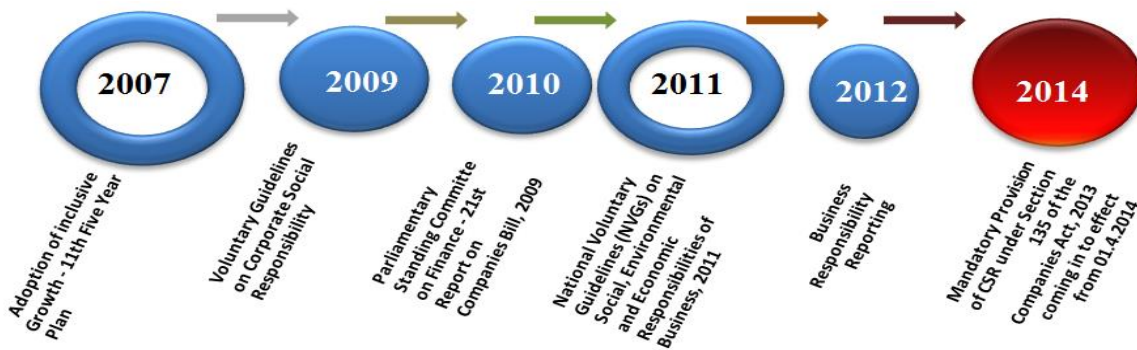 2007
2009
2010
2011
2012
2014
Adoption of inclusive
Growth - 11th Five Year
Plan
Voluntary Guidelines
on Corporate Social
Responsibility
Parliamentary
Standing Committe
on Finance - 21st
Report on
Companies Bill, 2009
National Voluntary
Guidelines (NVGs) on
Social, Environmental
and Economic
Responsibilities of
Business, 2011
Business
Responsibility
Reporting
Mandatory Provision
of CSR under Section
135 of the
Companies Act, 2013
coming in to effect
from 01.4.2014